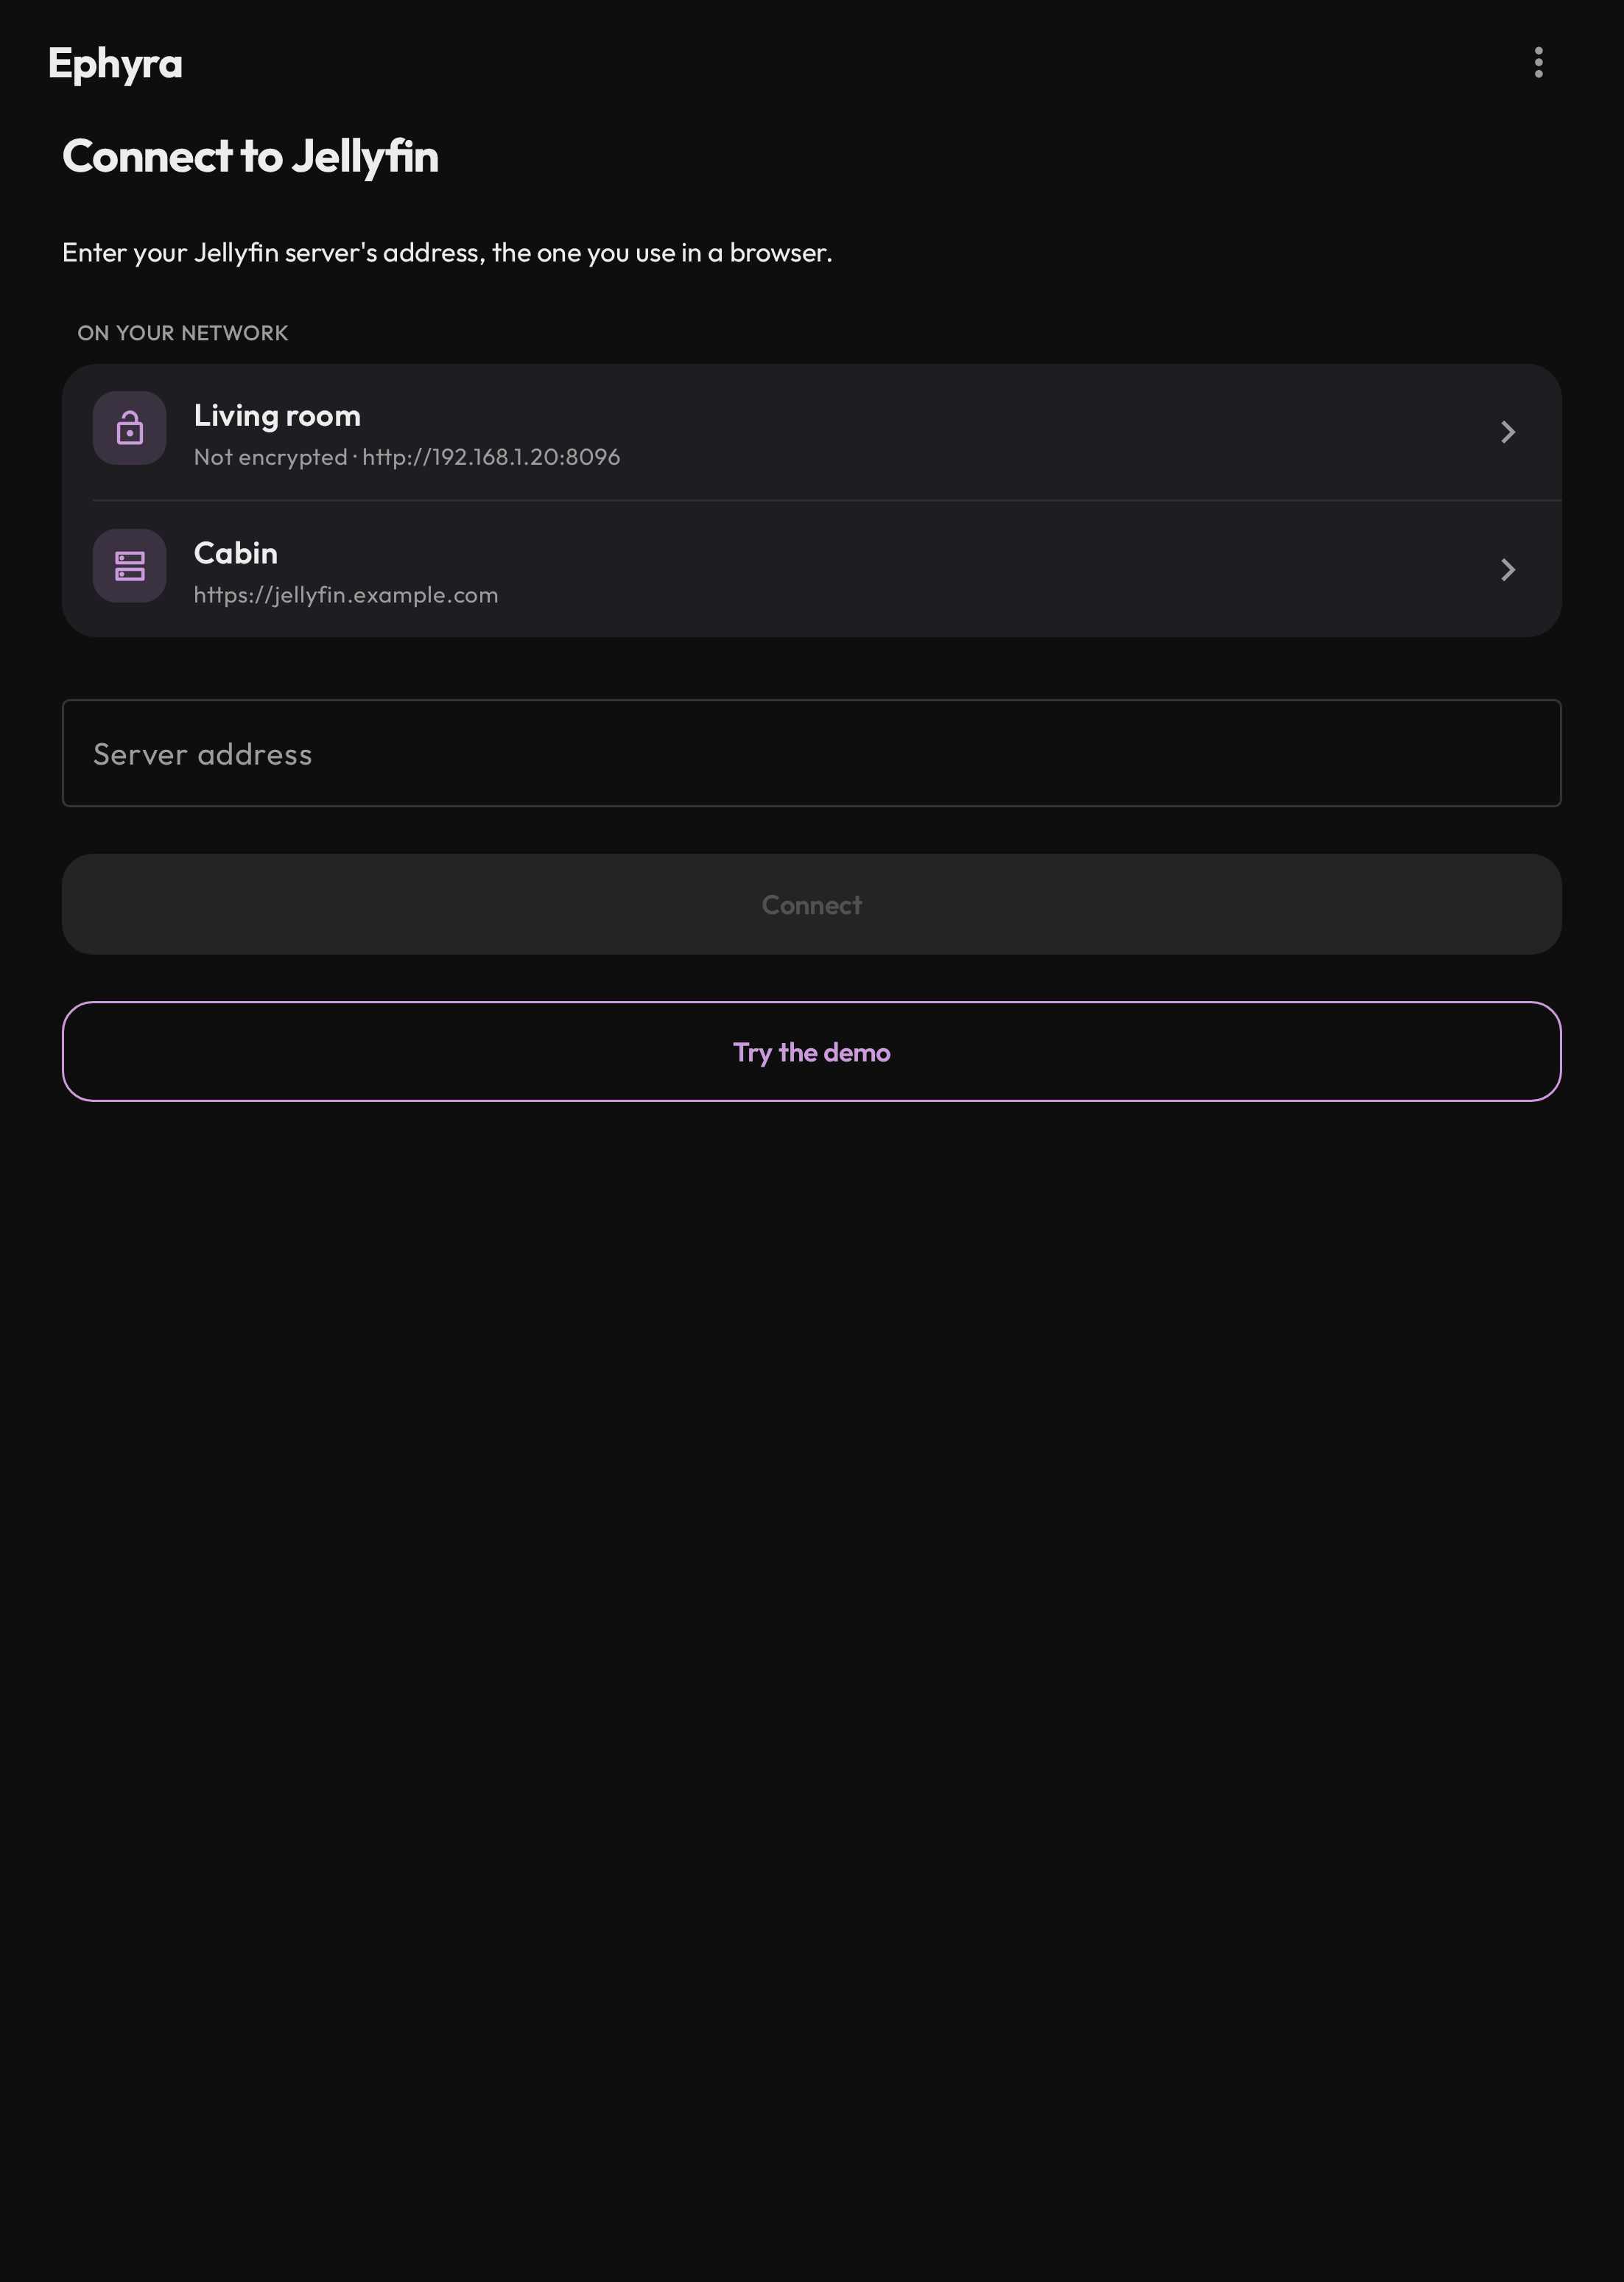 Ephyra
Connect to Jellyfin
Enter your Jellyfin server's address, the one you use in a browser.
ON YOUR NETWORK
Living room
Not encrypted · http://192.168.1.20:8096
Cabin
https://jellyfin.example.com
Server address
Connect
Try the demo